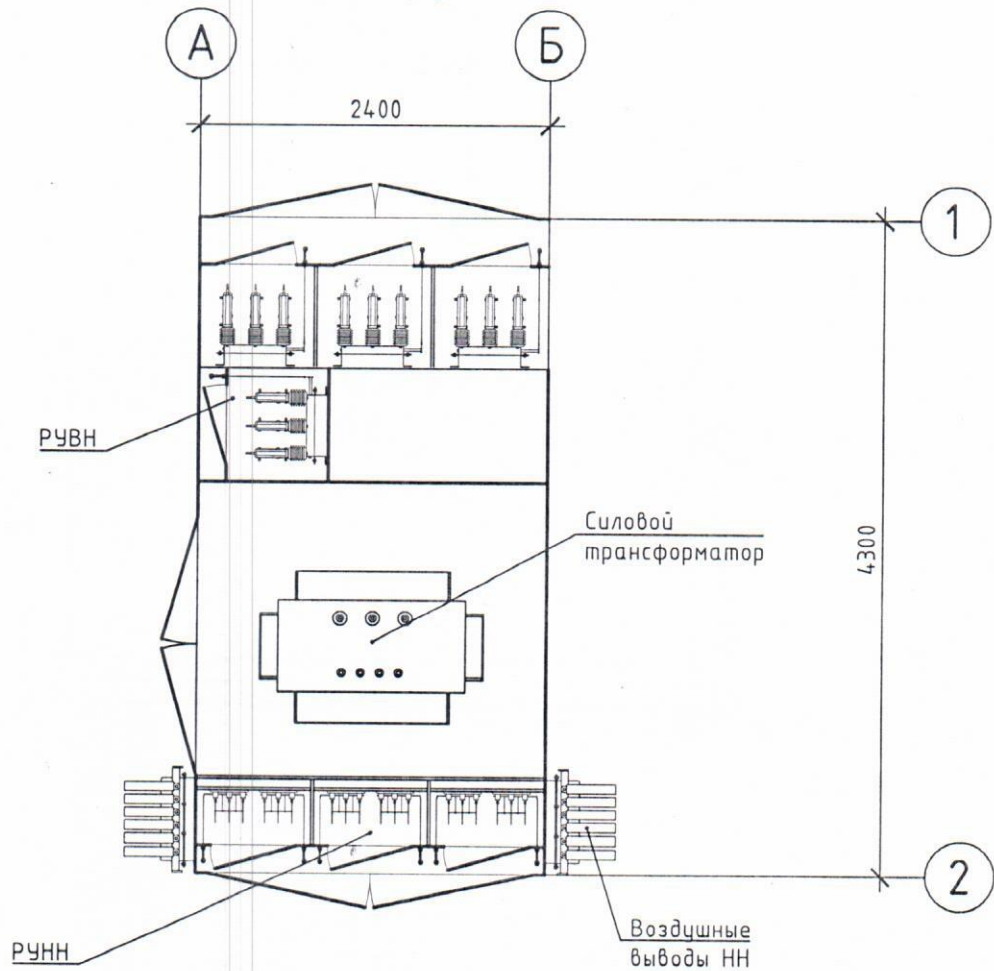 А
Б
2400
1
РУВН
Силовой
трансформатор
4300
2
РУНН
Воздушные
выводы НН